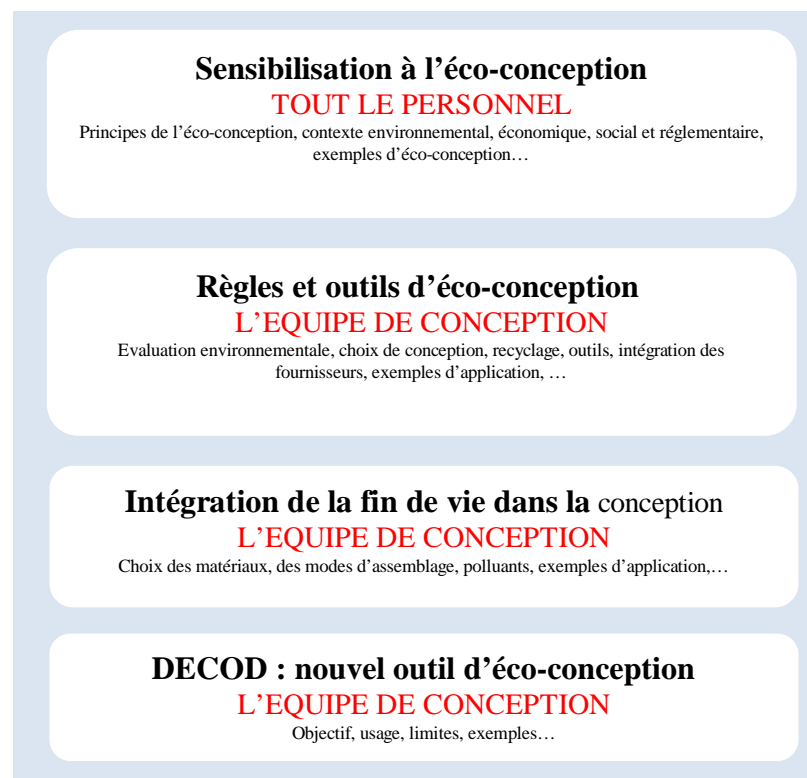 Sensibilisation à l’éco-conception
TOUT LE PERSONNEL
Principes de l’éco-conception, contexte environnemental, économique, social et réglementaire,
exemples d’éco-conception…
Règles et outils d’éco-conception
L’EQUIPE DE CONCEPTION
Evaluation environnementale, choix de conception, recyclage, outils, intégration des
fournisseurs, exemples d’application, …
Intégration de la fin de vie dans la conception
L’EQUIPE DE CONCEPTION
Choix des matériaux, des modes d’assemblage, polluants, exemples d’application,…
DECOD : nouvel outil d’éco-conception
L’EQUIPE DE CONCEPTION
Objectif, usage, limites, exemples…